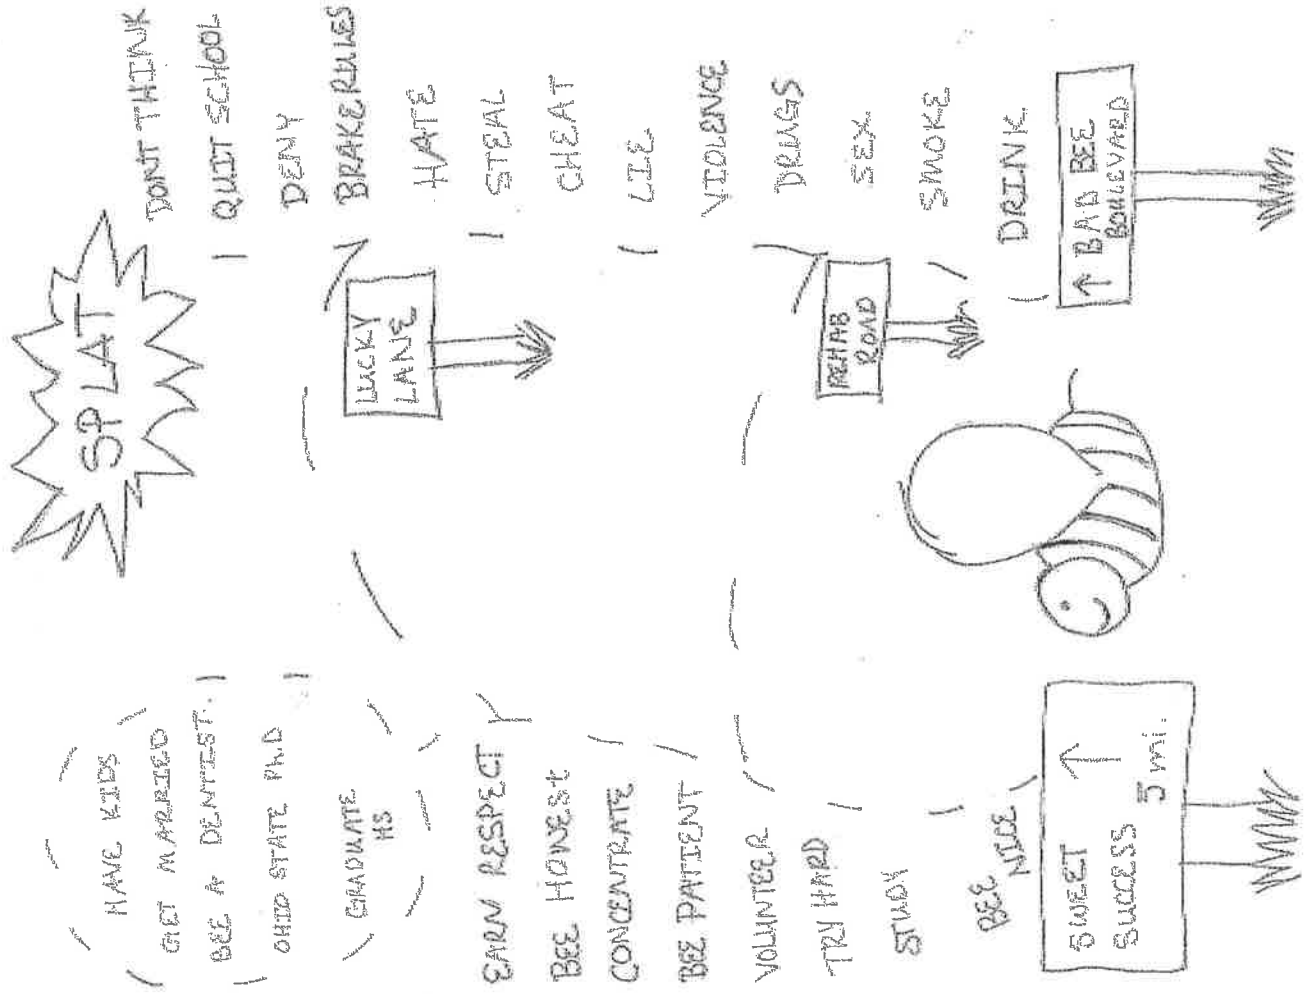 SPLAT
HAVE KIDS
GET MARRIED
BEE A DENTIST.
OHIO STATE PhD
GRADUATE
HS
EARN RESPECT
BEE HONEST
CONCENTRATE
BEE PATIENT
VOLUNTEER
TRY HARD
STUDY
BEE NICE
SWEET ↑
SUCCESS 5 mi.
LUCKY
LANE
REHAB
ROAD
DONT THINK
QUIT SCHOOL
DENY
BRAKE RULES
HATE
STEAL
CHEAT
LIE
VIOLENCE
DRUGS
SEX
SMOKE
DRINK
↑ BAD BEE
BOULEVARD